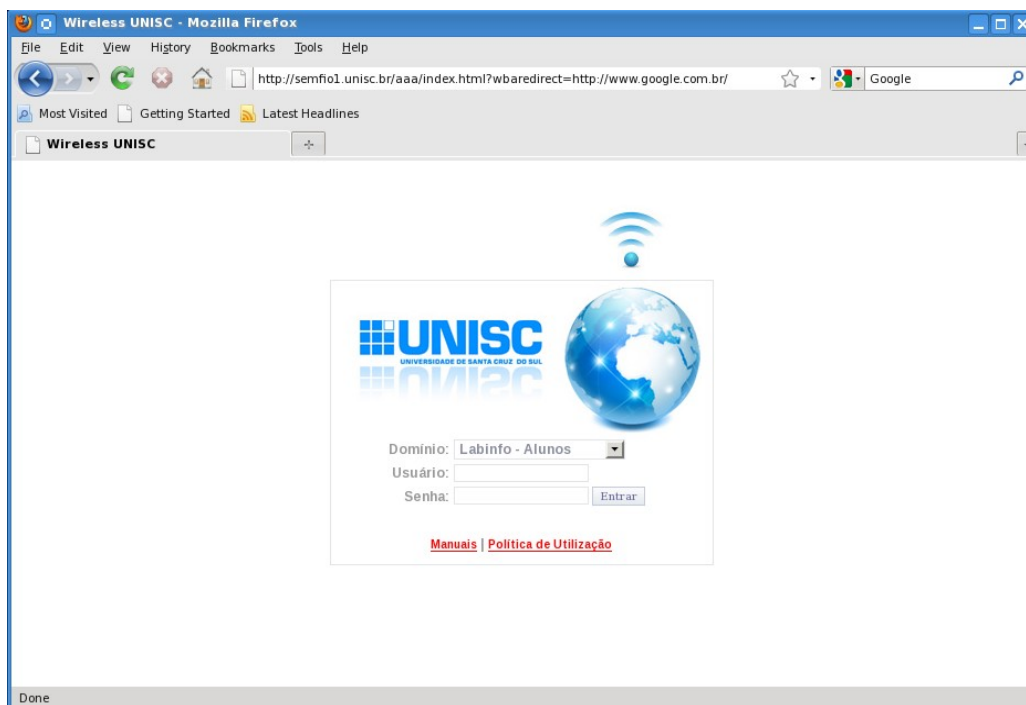 Wireless UNISC - Mozilla Firefox
File Edit View History Bookmarks Tools Help
http://semfio1.unisc.br/aaa/index.html?wbaredirect=http://www.google.com.br/ Google
Most Visited Getting Started Latest Headlines
Wireless UNISC
UNISC
UNIVERSIDADE DE SANTA CRUZ DO SUL
Domínio: Labinfo - Alunos
Usuário:
Senha: Entrar
Manuais | Política de Utilização
Done